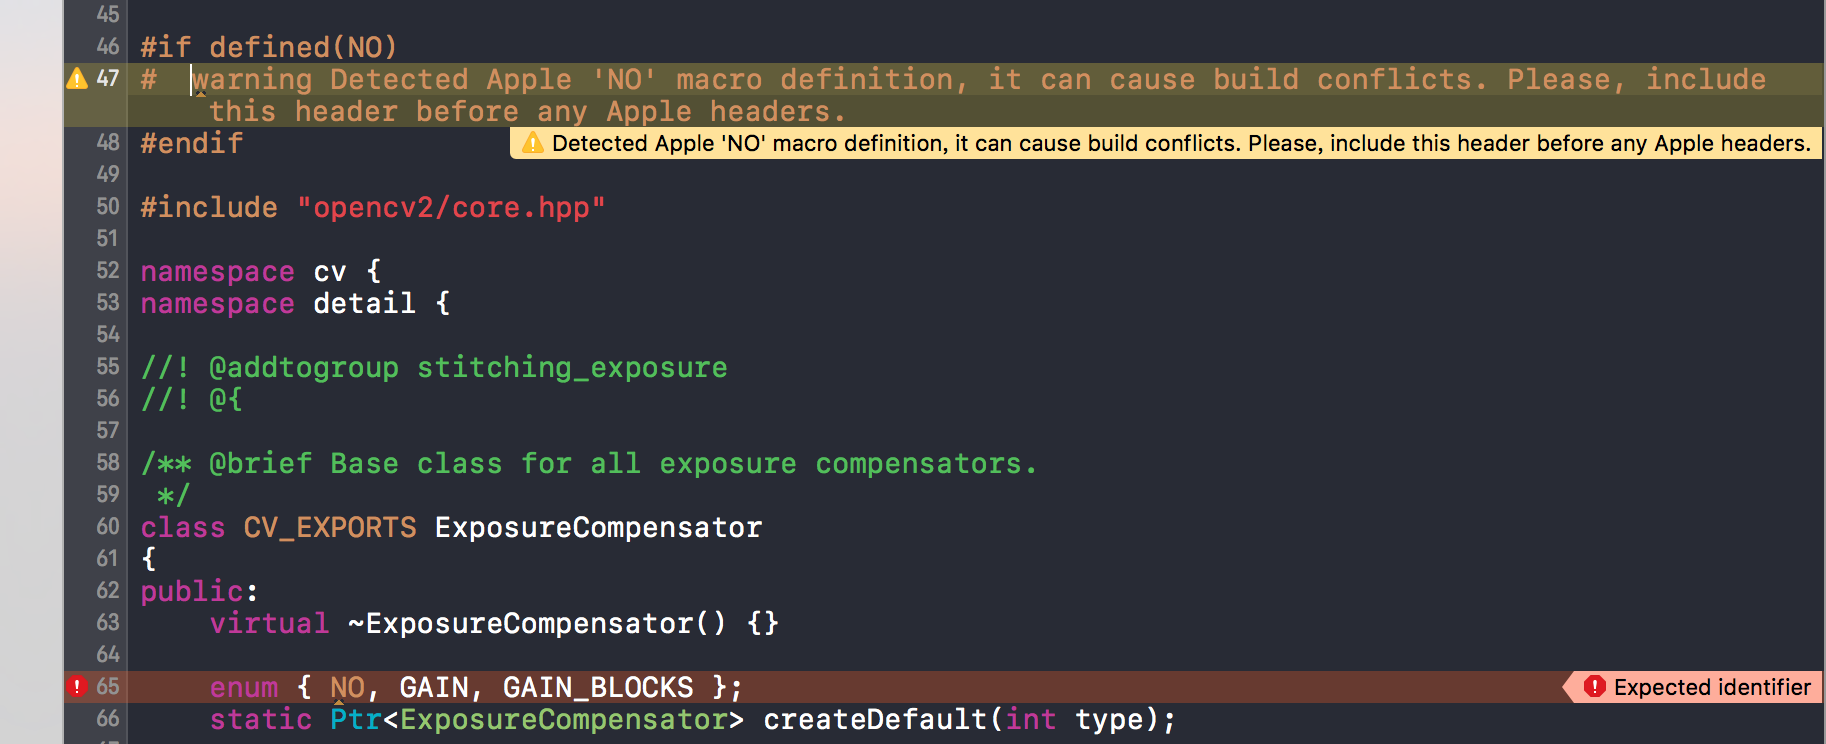 45
46 #if defined(NO)
47 #  warning Detected Apple 'NO' macro definition, it can cause build conflicts. Please, include
this header before any Apple headers.
48 #endif Detected Apple 'NO' macro definition, it can cause build conflicts. Please, include this header before any Apple headers.
49
50 #include "opencv2/core.hpp"
51
52 namespace cv {
53 namespace detail {
54
55 //! @addtogroup stitching_exposure
56 //! @{
57
58 /** @brief Base class for all exposure compensators.
59  */
60 class CV_EXPORTS ExposureCompensator
61 {
62 public:
63     virtual ~ExposureCompensator() {}
64
65     enum { NO, GAIN, GAIN_BLOCKS }; Expected identifier
66     static Ptr<ExposureCompensator> createDefault(int type);